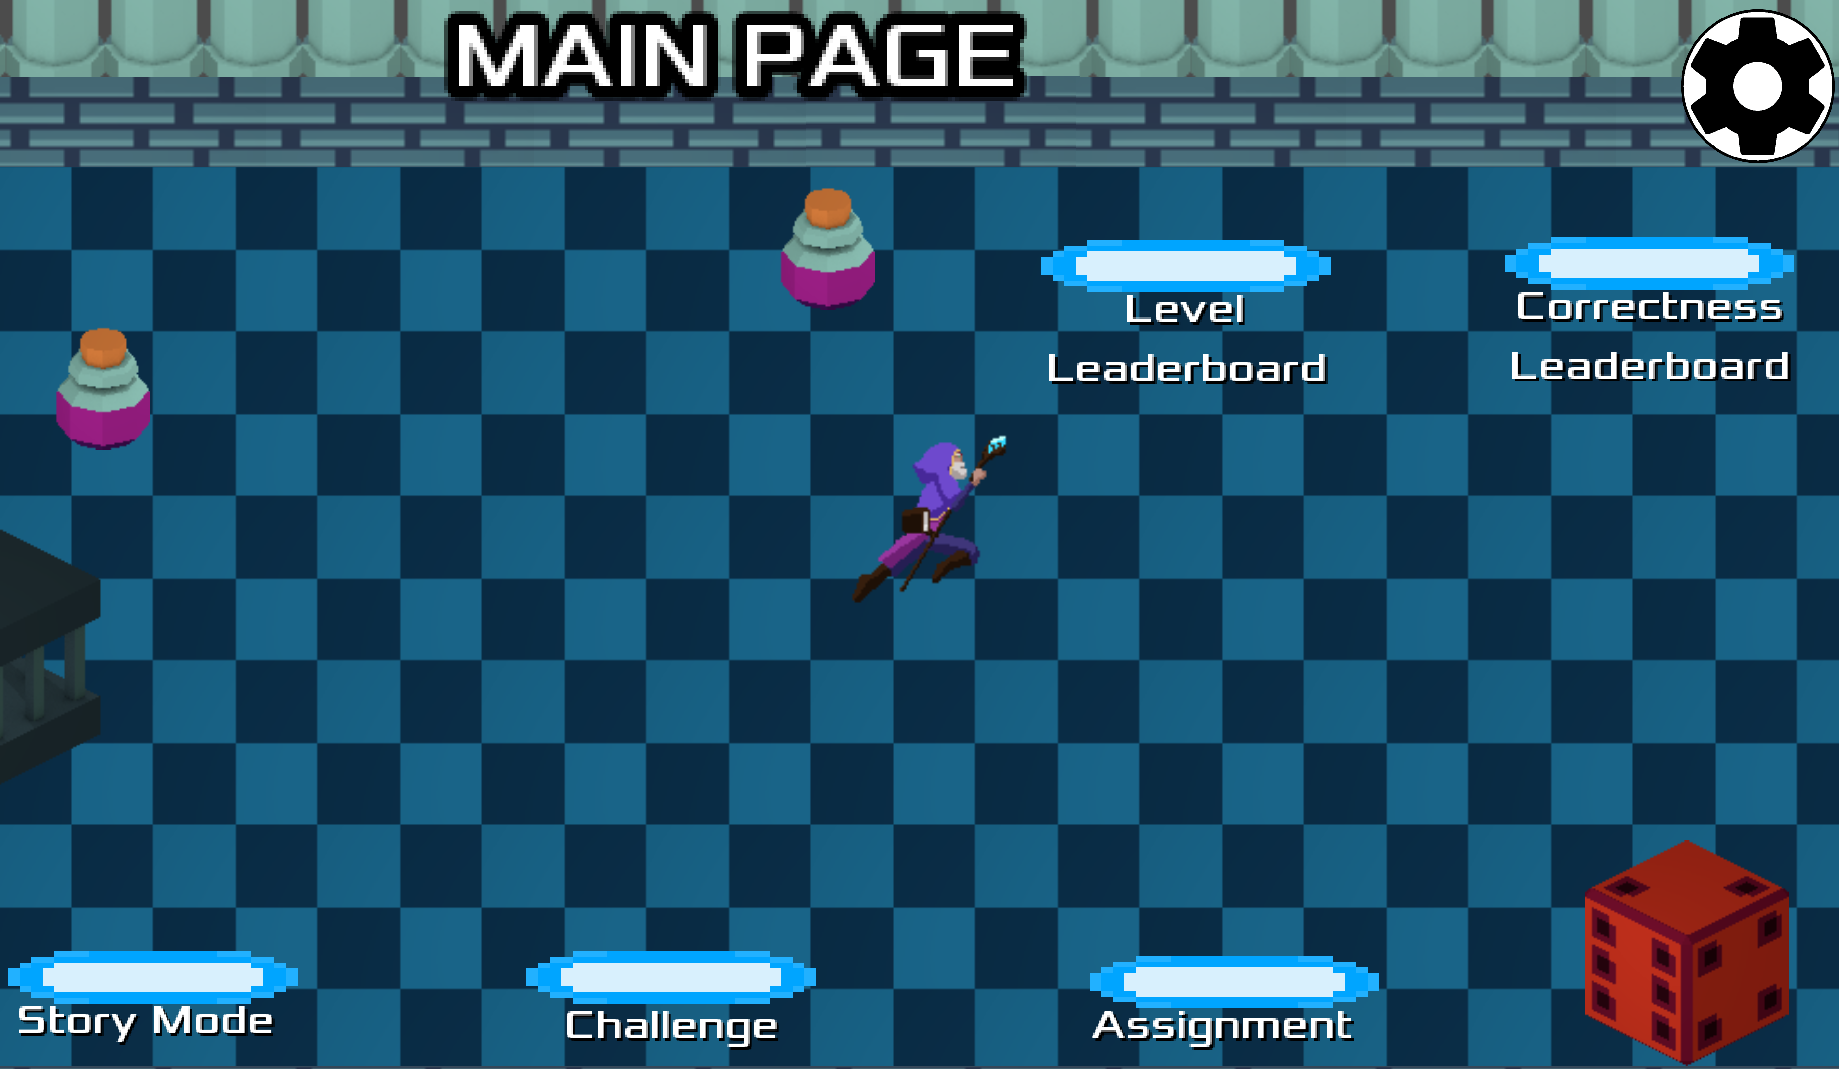 MAIN PAGE
Level
Leaderboard
Correctness
Leaderboard
Story Mode
Challenge
Assignment